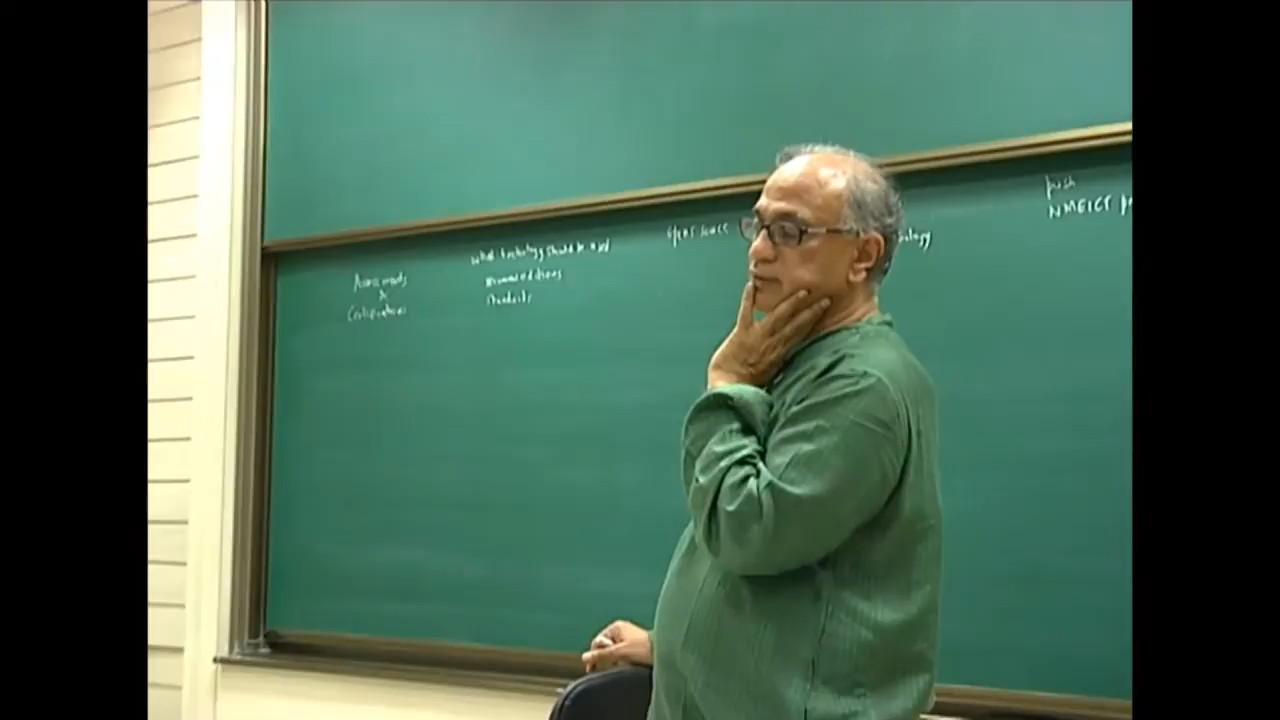 Assessments
&
Certifications
what technology should be used
recommendations
standards
open source
push
NMEICT